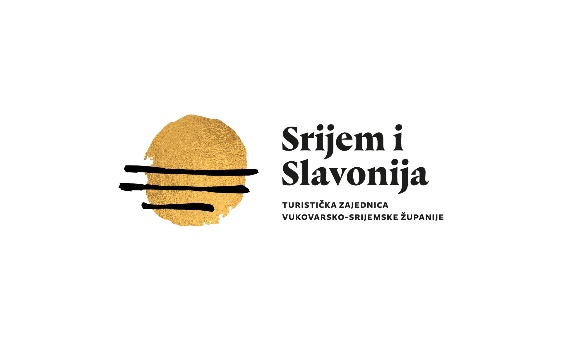 Srijem i
Slavonija
TURISTIČKA ZAJEDNICA
VUKOVARSKO-SRIJEMSKE ŽUPANIJE